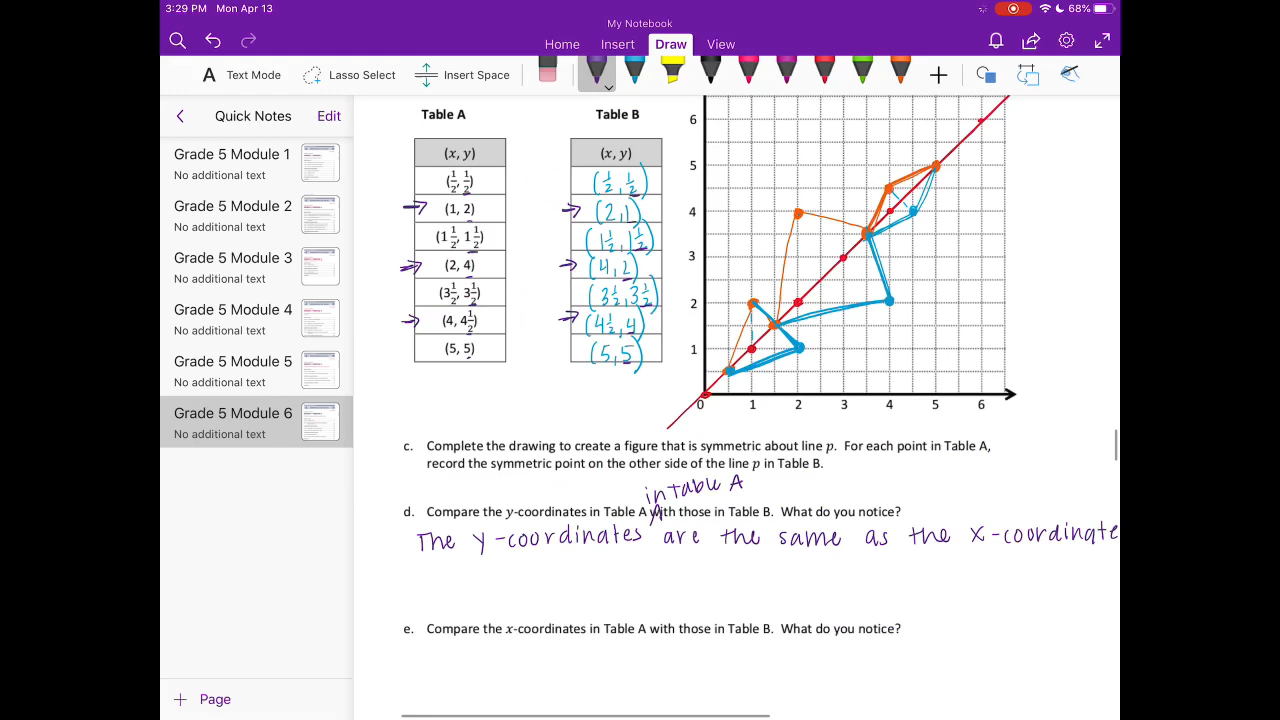 3:29 PM Mon Apr 13
68%
My Notebook
Home Insert Draw View
Text Mode
Lasso Select
Insert Space
Quick Notes
Edit
Grade 5 Module 1
No additional text
Grade 5 Module 2
No additional text
Grade 5 Module 3
No additional text
Grade 5 Module 4
No additional text
Grade 5 Module 5
No additional text
Grade 5 Module 6
No additional text
+ Page
Table A
(x, y)
(1/2, 1/2)
(1, 2)
(1 1/2, 1 1/2)
(2, 4)
(3 1/2, 3 1/2)
(4, 4 1/2)
(5, 5)
Table B
(x, y)
(1/2, 1/2)
(2, 1)
(1 1/2, 1 1/2)
(4, 2)
(3 1/2, 3 1/2)
(4 1/2, 4)
(5, 5)
6
5
4
3
2
1
0 1 2 3 4 5 6
c. Complete the drawing to create a figure that is symmetric about line p. For each point in Table A,
record the symmetric point on the other side of the line p in Table B.
in Table A
d. Compare the y-coordinates in Table A with those in Table B. What do you notice?
The y-coordinates are the same as the x-coordinate
e. Compare the x-coordinates in Table A with those in Table B. What do you notice?